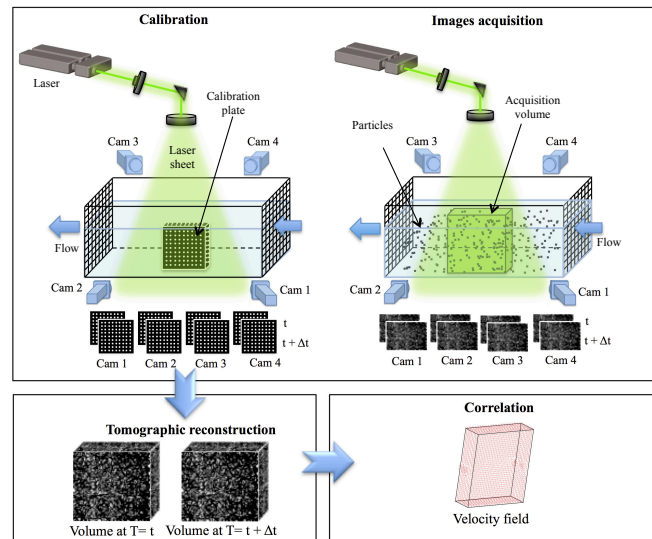 Calibration
Laser
Calibration
plate
Cam 3
Cam 4
Laser
sheet
Flow
Cam 2
Cam 1
t
t + Δt
Cam 1 Cam 2 Cam 3 Cam 4
Images acquisition
Acquisition
volume
Particles
Cam 3
Cam 4
Flow
Cam 2
Cam 1
t
t + Δt
Cam 1 Cam 2 Cam 3 Cam 4
Tomographic reconstruction
Volume at T= t
Volume at T= t + Δt
Correlation
Velocity field